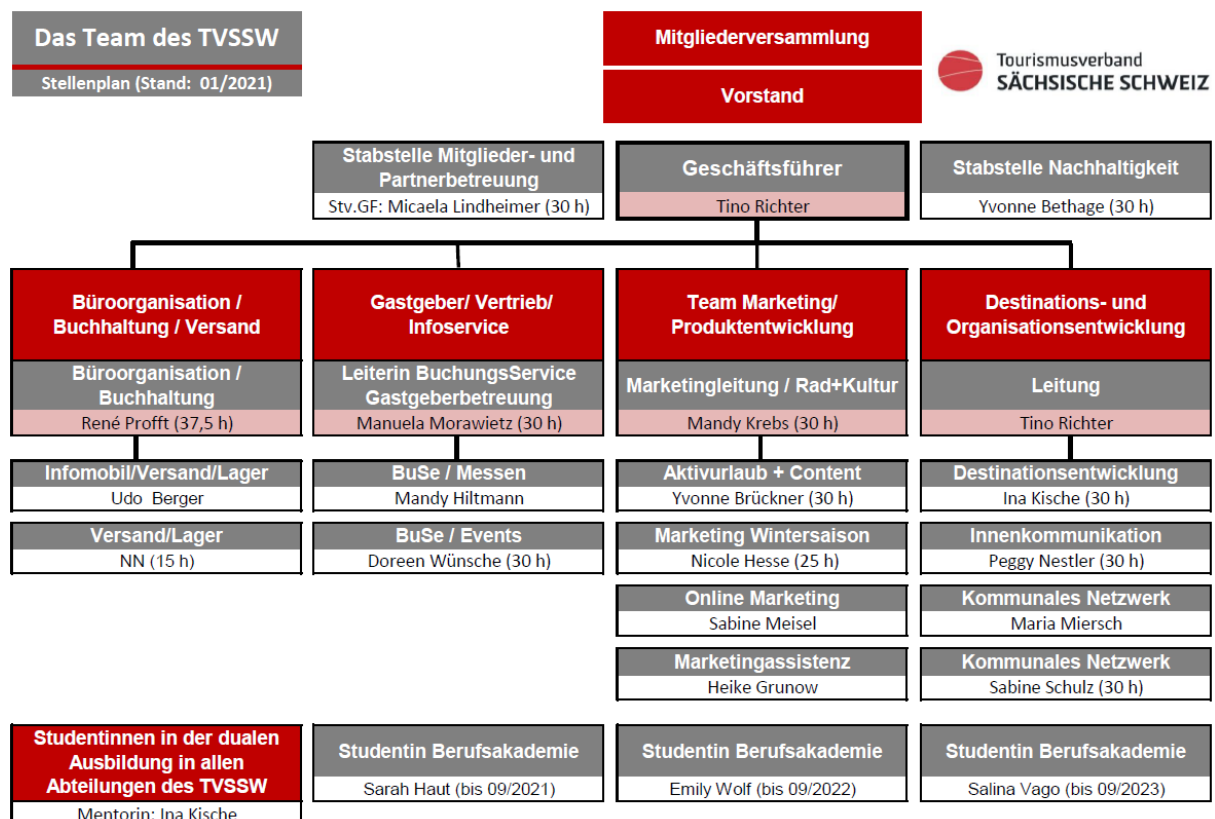 Das Team des TVSSW
Stellenplan (Stand: 01/2021)
Mitgliederversammlung
Vorstand
Tourismusverband
SÄCHSISCHE SCHWEIZ
Stabstelle Mitglieder- und
Partnerbetreuung
Stv.GF: Micaela Lindheimer (30 h)
Geschäftsführer
Tino Richter
Stabstelle Nachhaltigkeit
Yvonne Bethage (30 h)
Büroorganisation /
Buchhaltung / Versand
Büroorganisation /
Buchhaltung
René Profft (37,5 h)
Infomobil/Versand/Lager
Udo Berger
Versand/Lager
NN (15 h)
Gastgeber/ Vertrieb/
Infoservice
Leiterin BuchungsService
Gastgeberbetreuung
Manuela Morawietz (30 h)
BuSe / Messen
Mandy Hiltmann
BuSe / Events
Doreen Wünsche (30 h)
Team Marketing/
Produktentwicklung
Marketingleitung / Rad+Kultur
Mandy Krebs (30 h)
Aktivurlaub + Content
Yvonne Brückner (30 h)
Marketing Wintersaison
Nicole Hesse (25 h)
Online Marketing
Sabine Meisel
Marketingassistenz
Heike Grunow
Destinations- und
Organisationsentwicklung
Leitung
Tino Richter
Destinationsentwicklung
Ina Kische (30 h)
Innenkommunikation
Peggy Nestler (30 h)
Kommunales Netzwerk
Maria Miersch
Kommunales Netzwerk
Sabine Schulz (30 h)
Studentinnen in der dualen
Ausbildung in allen
Abteilungen des TVSSW
Mentorin: Ina Kische
Studentin Berufsakademie
Sarah Haut (bis 09/2021)
Studentin Berufsakademie
Emily Wolf (bis 09/2022)
Studentin Berufsakademie
Salina Vago (bis 09/2023)